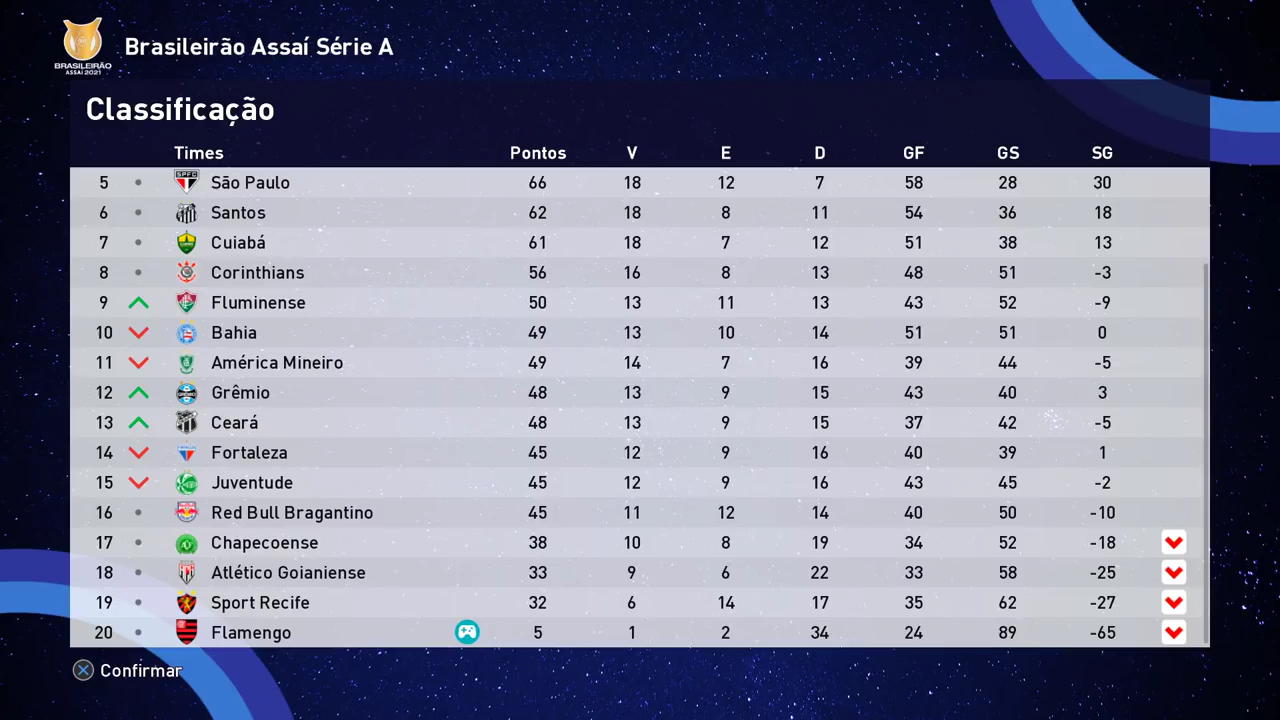 BRASILEIRÃO
ASSAÍ 2021
Brasileirão Assaí Série A
Classificação
Times Pontos V E D GF GS SG
5 São Paulo 66 18 12 7 58 28 30
6 Santos 62 18 8 11 54 36 18
7 Cuiabá 61 18 7 12 51 38 13
8 Corinthians 56 16 8 13 48 51 -3
9 Fluminense 50 13 11 13 43 52 -9
10 Bahia 49 13 10 14 51 51 0
11 América Mineiro 49 14 7 16 39 44 -5
12 Grêmio 48 13 9 15 43 40 3
13 Ceará 48 13 9 15 37 42 -5
14 Fortaleza 45 12 9 16 40 39 1
15 Juventude 45 12 9 16 43 45 -2
16 Red Bull Bragantino 45 11 12 14 40 50 -10
17 Chapecoense 38 10 8 19 34 52 -18
18 Atlético Goianiense 33 9 6 22 33 58 -25
19 Sport Recife 32 6 14 17 35 62 -27
20 Flamengo 5 1 2 34 24 89 -65
Confirmar